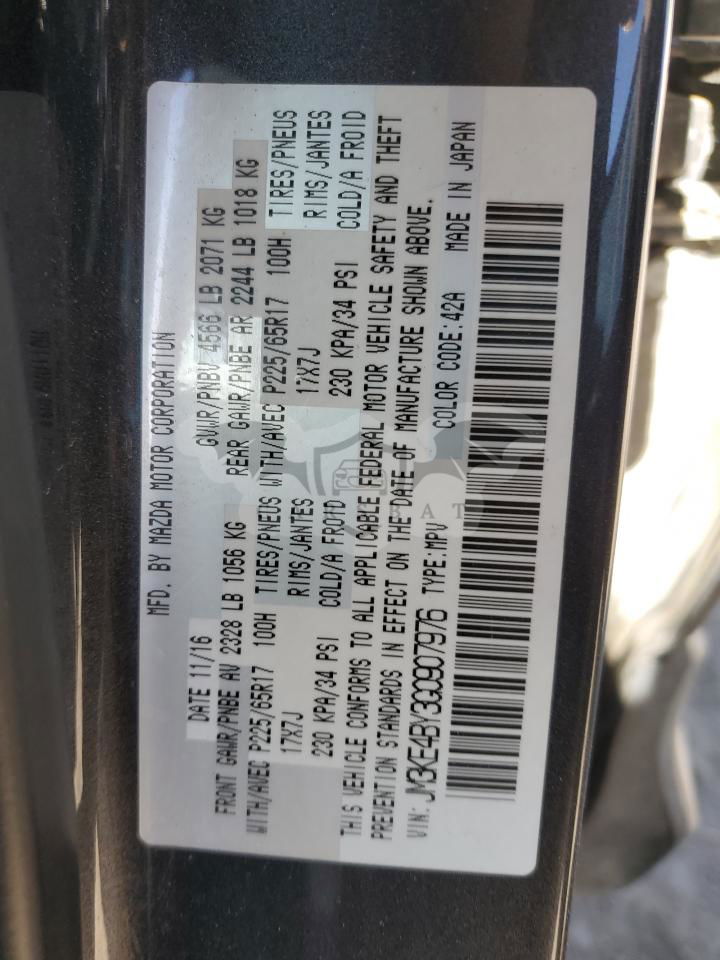 MFD. BY MAZDA MOTOR CORPORATION
DATE 11/16 GVWR/PNBV 4566 LB 2071 KG
FRONT GAWR/PNBE AV 2328 LB 1056 KG REAR GAWR/PNBE AR 2244 LB 1018 KG
WITH/AVEC P225/65R17 100H TIRES/PNEUS WITH/AVEC P225/65R17 100H TIRES/PNEUS
17X7J RIMS/JANTES 17X7J RIMS/JANTES
230 KPA/34 PSI COLD/A FROID 230 KPA/34 PSI COLD/A FROID
THIS VEHICLE CONFORMS TO ALL APPLICABLE FEDERAL MOTOR VEHICLE SAFETY AND THEFT
PREVENTION STANDARDS IN EFFECT ON THE DATE OF MANUFACTURE SHOWN ABOVE.
VIN: JM3KE4BY3G0907976 TYPE:MPV COLOR CODE:42A MADE IN JAPAN